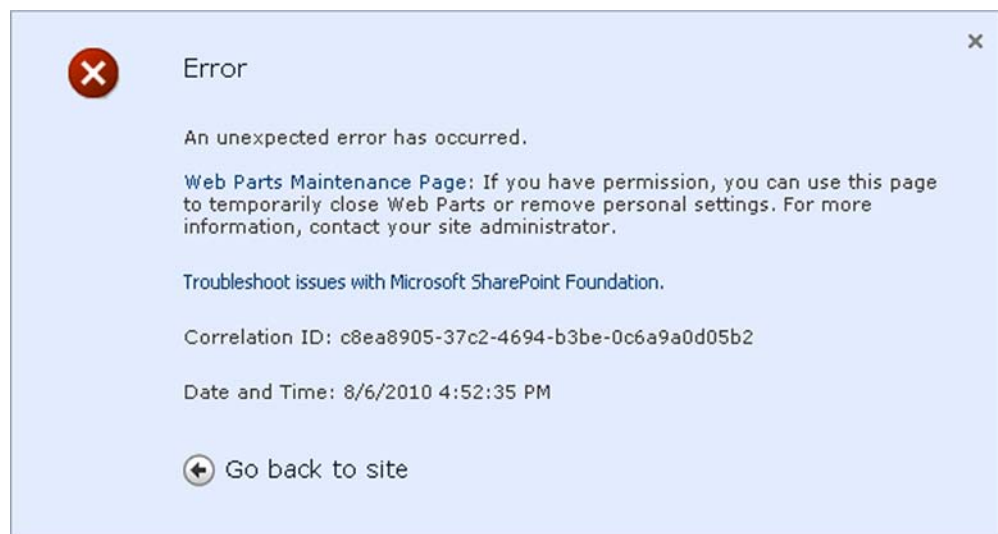 Error
An unexpected error has occurred.
Web Parts Maintenance Page: If you have permission, you can use this page
to temporarily close Web Parts or remove personal settings. For more
information, contact your site administrator.
Troubleshoot issues with Microsoft SharePoint Foundation.
Correlation ID: c8ea8905-37c2-4694-b3be-0c6a9a0d05b2
Date and Time: 8/6/2010 4:52:35 PM
Go back to site